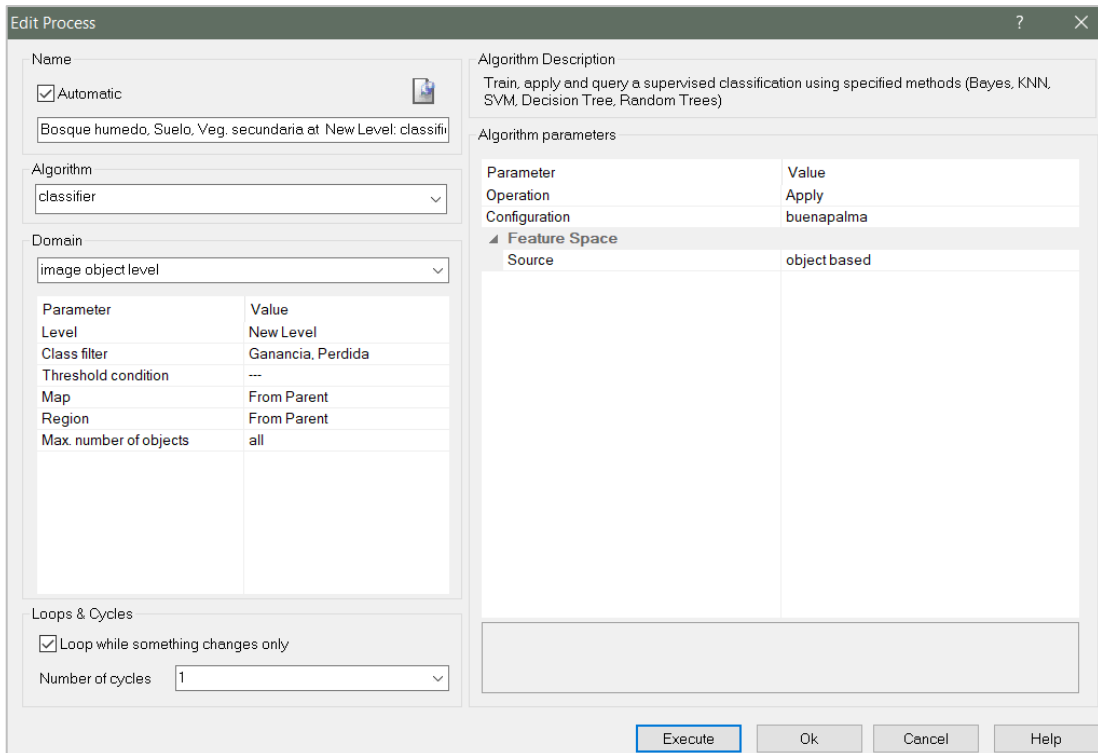 Edit Process
Name
Automatic
Bosque humedo, Suelo, Veg. secundaria at New Level: classifi
Algorithm
classifier
Domain
image object level
Parameter Value
Level New Level
Class filter Ganancia, Perdida
Threshold condition ---
Map From Parent
Region From Parent
Max. number of objects all
Loops & Cycles
Loop while something changes only
Number of cycles 1
Algorithm Description
Train, apply and query a supervised classification using specified methods (Bayes, KNN,
SVM, Decision Tree, Random Trees)
Algorithm parameters
Parameter Value
Operation Apply
Configuration buenapalma
Feature Space
Source object based
Execute Ok Cancel Help